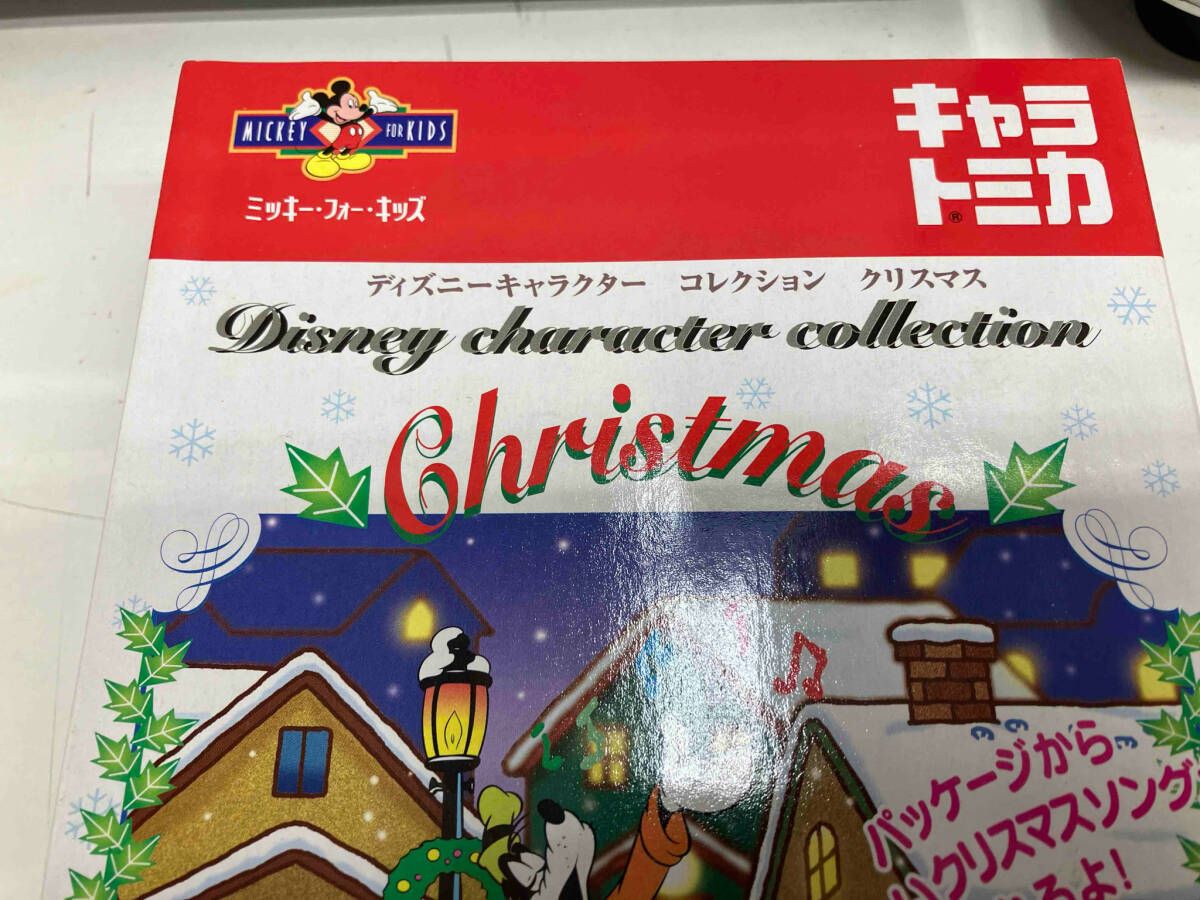 MICKEY FOR KIDS
ミッキー・フォー・キッズ
キャラ
トミカ®
ディズニーキャラクター コレクション クリスマス
Disney character collection
Christmas
パッケージから
クリスマスソング
るよ!